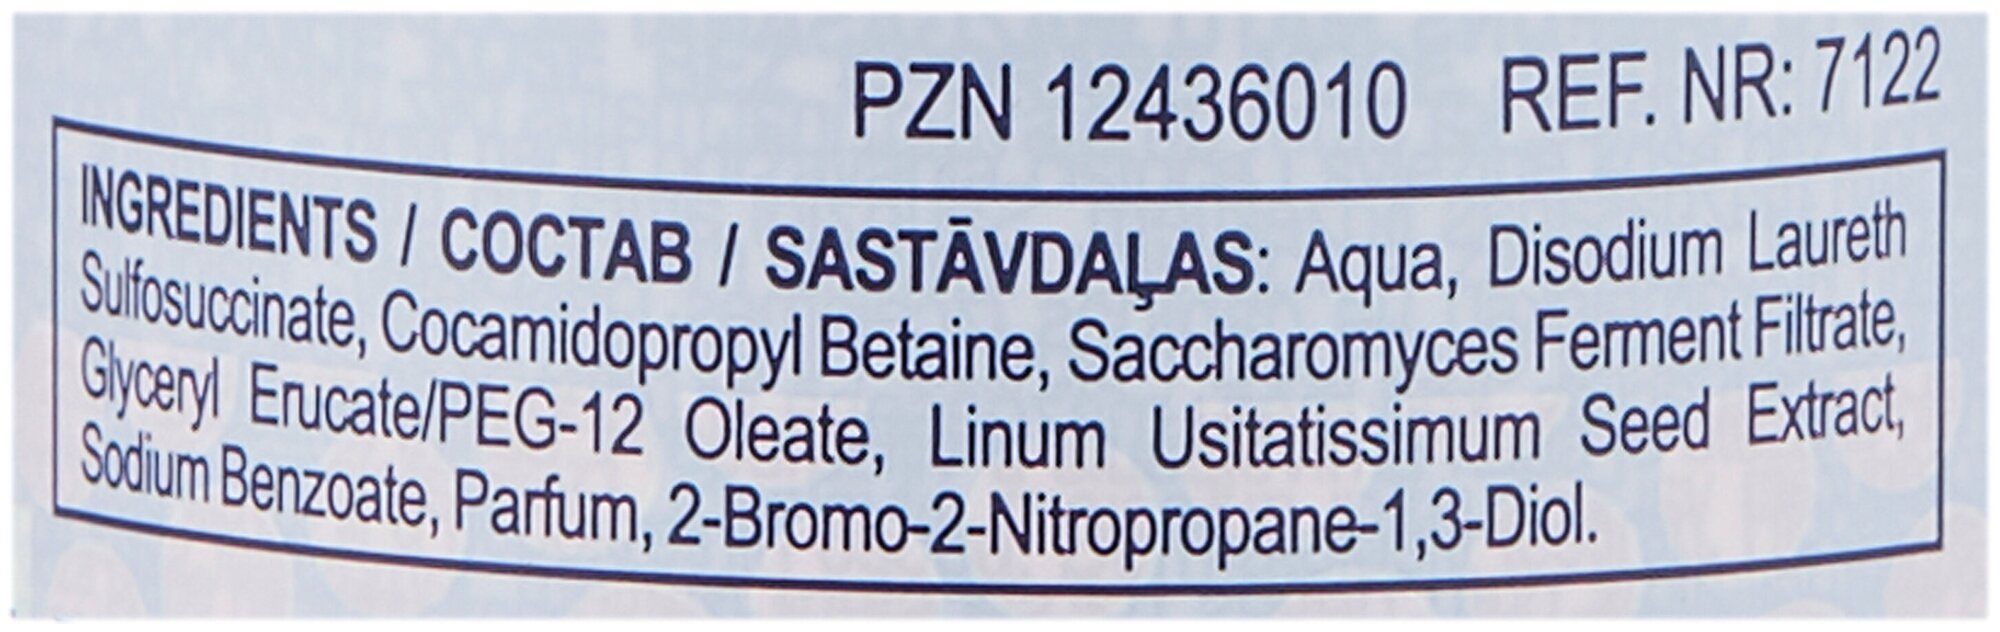 PZN 12436010 REF. NR: 7122
INGREDIENTS / СОСТАВ / SASTĀVDAĻAS: Aqua, Disodium Laureth
Sulfosuccinate, Cocamidopropyl Betaine, Saccharomyces Ferment Filtrate,
Glyceryl Erucate/PEG-12 Oleate, Linum Usitatissimum Seed Extract,
Sodium Benzoate, Parfum, 2-Bromo-2-Nitropropane-1,3-Diol.